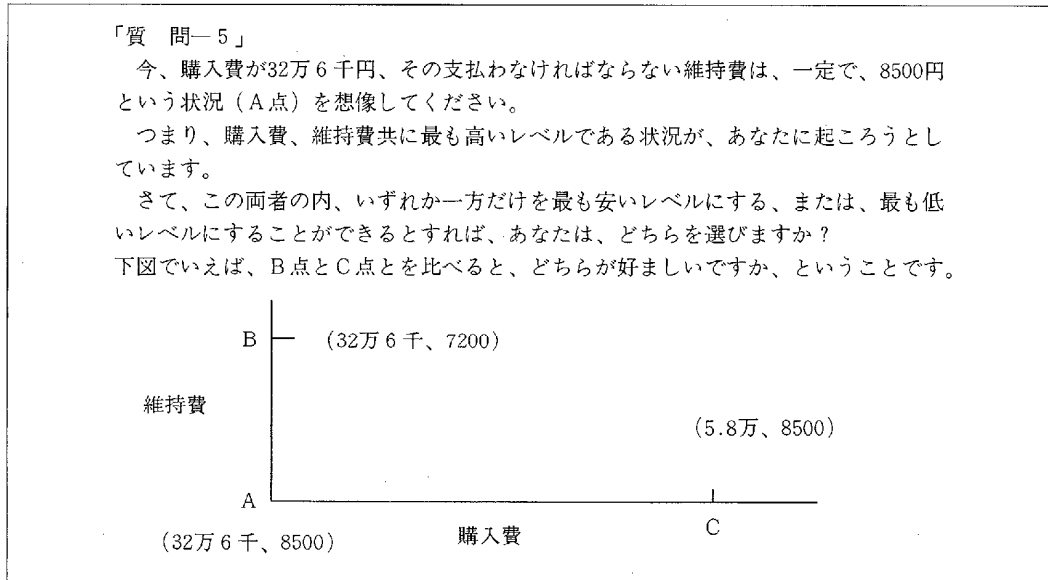 「質　問―５」
　今、購入費が32万６千円、その支払わなければならない維持費は、一定で、8500円
という状況（Ａ点）を想像してください。
　つまり、購入費、維持費共に最も高いレベルである状況が、あなたに起ころうとし
ています。
　さて、この両者の内、いずれか一方だけを最も安いレベルにする、または、最も低
いレベルにすることができるとすれば、あなたは、どちらを選びますか？
下図でいえば、Ｂ点とＣ点とを比べると、どちらが好ましいですか、ということです。
Ｂ　（32万６千、7200）
維持費
（5.8万、8500）
Ａ
購入費　Ｃ
（32万６千、8500）